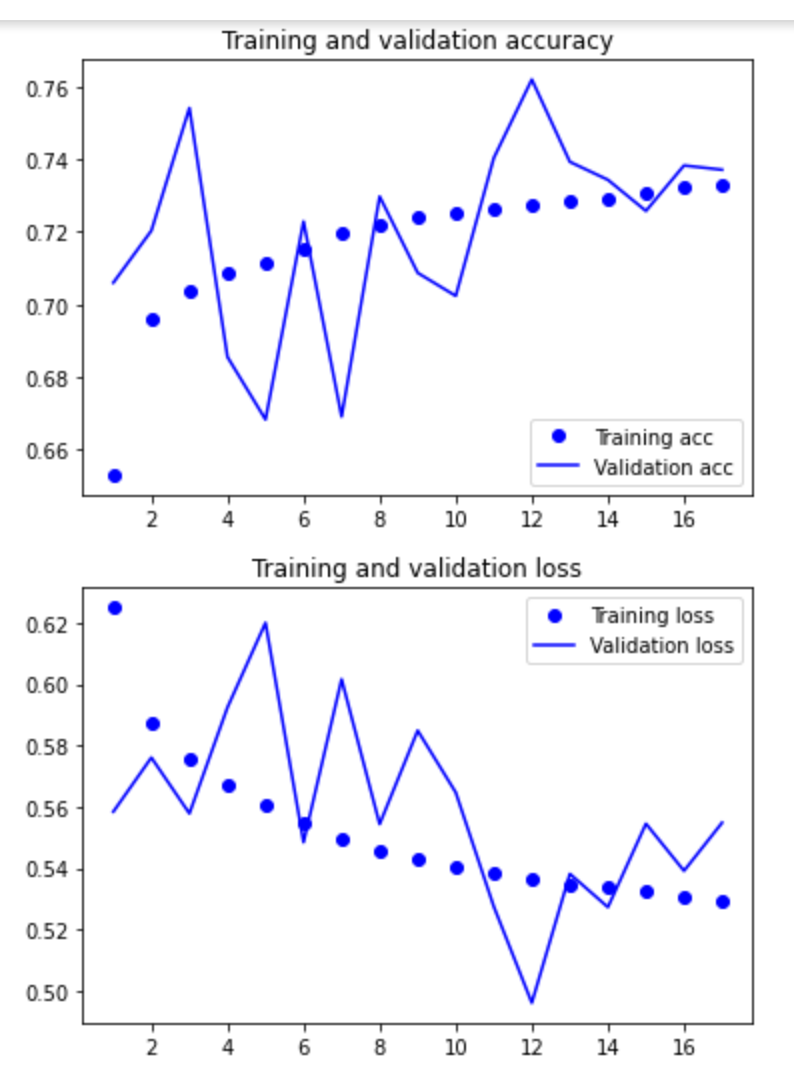 Training and validation accuracy
0.76
0.74
0.72
0.70
0.68
0.66
Training acc
Validation acc
2 4 6 8 10 12 14 16
Training and validation loss
0.62
0.60
0.58
0.56
0.54
0.52
0.50
Training loss
Validation loss
2 4 6 8 10 12 14 16